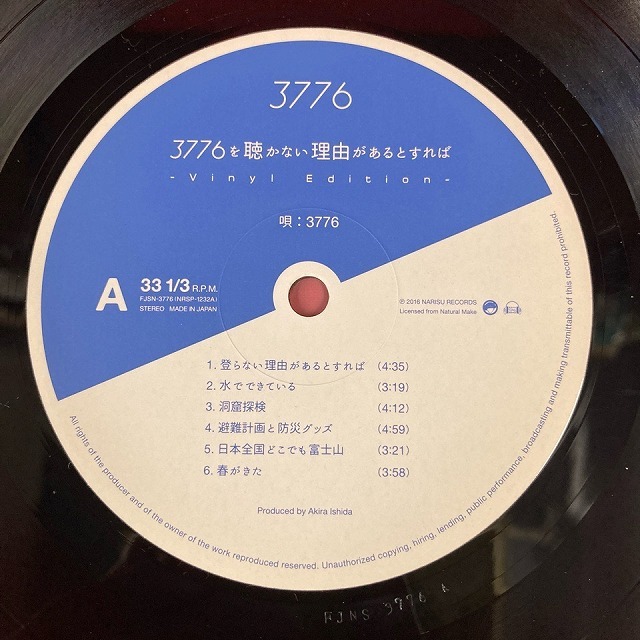 3776
3776を聴かない理由があるとすれば
-Vinyl Edition-
唄：3776
A
33 1/3 R.P.M.
FJSN-3776 (NRSP-1232A)
STEREO MADE IN JAPAN
℗ 2016 NARISU RECORDS
Licensed from Natural Make
1. 登らない理由があるとすれば (4:35)
2. 水でできている (3:19)
3. 洞窟探検 (4:12)
4. 避難計画と防災グッズ (4:59)
5. 日本全国どこでも富士山 (3:21)
6. 春がきた (3:58)
Produced by Akira Ishida
All rights of the producer and of the owner of the work reproduced reserved. Unauthorized copying, hiring, lending, public performance, broadcasting and making transmittable of this record prohibited.
FJNS 3776 A